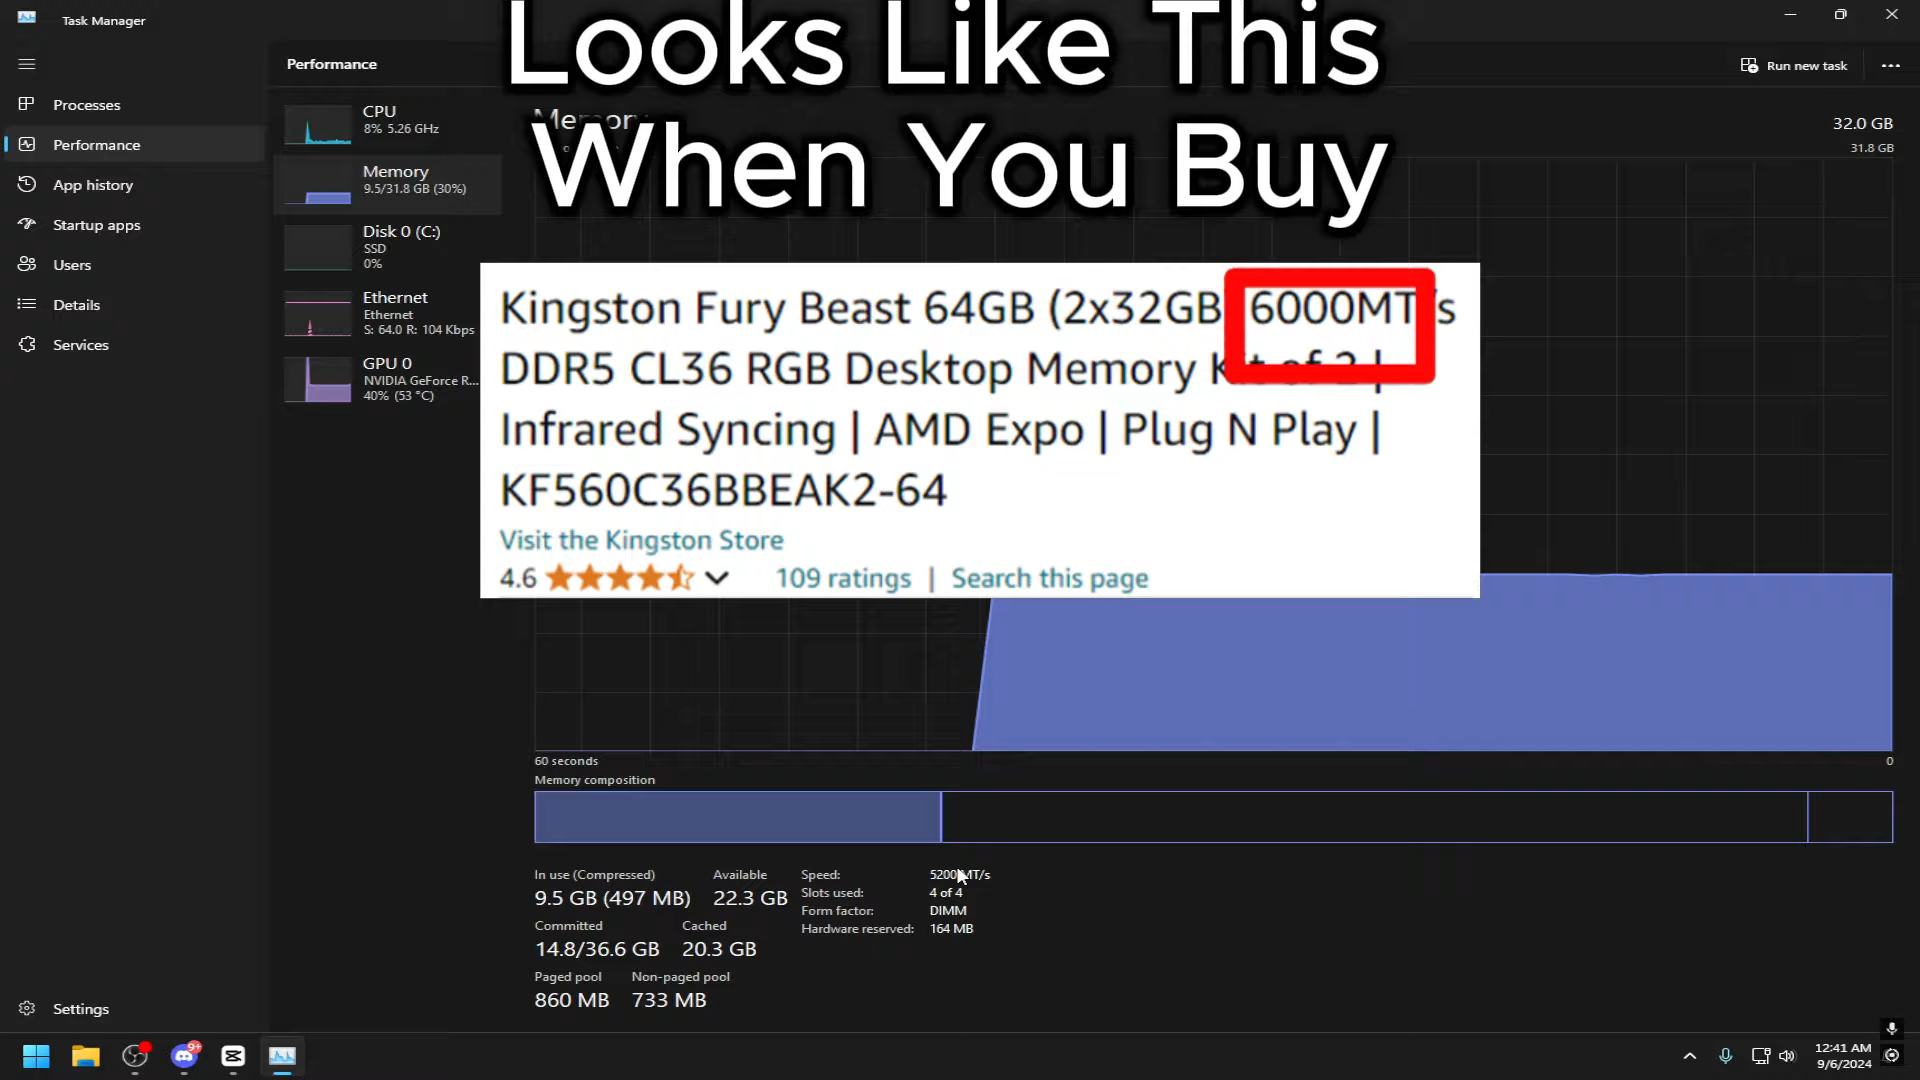 Task Manager
Looks Like This
When You Buy
Performance
Run new task
Processes
Performance
App history
Startup apps
Users
Details
Services
Settings
CPU
8% 5.26 GHz
Memory
9.5/31.8 GB (30%)
Disk 0 (C:)
SSD
0%
Ethernet
Ethernet
S: 64.0 R: 104 Kbps
GPU 0
NVIDIA GeForce R...
40% (53 °C)
Memory
32.0 GB
31.8 GB
Kingston Fury Beast 64GB (2x32GB 6000MT/s
DDR5 CL36 RGB Desktop Memory Kit of 2 |
Infrared Syncing | AMD Expo | Plug N Play |
KF560C36BBEAK2-64
Visit the Kingston Store
4.6 109 ratings | Search this page
60 seconds 0
Memory composition
In use (Compressed) Available
9.5 GB (497 MB) 22.3 GB
Committed Cached
14.8/36.6 GB 20.3 GB
Paged pool Non-paged pool
860 MB 733 MB
Speed: 5200 MT/s
Slots used: 4 of 4
Form factor: DIMM
Hardware reserved: 164 MB
9+
12:41 AM
9/6/2024